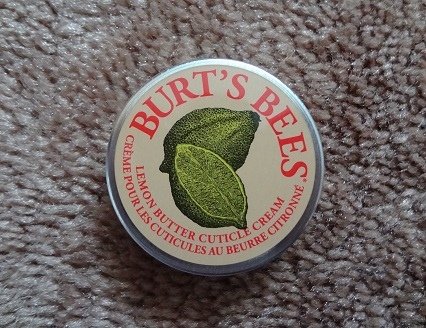 BURT'S BEES
LEMON BUTTER CUTICLE CREAM
CRÈME POUR LES CUTICULES AU BEURRE CITRONNÉ